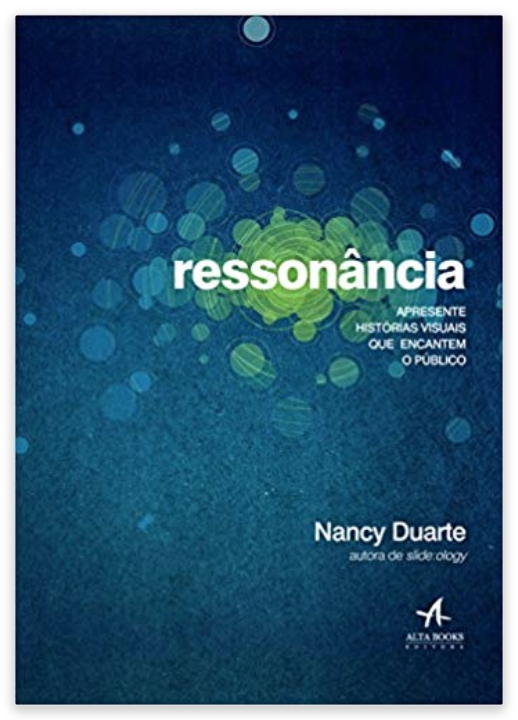 ressonância
APRESENTE
HISTÓRIAS VISUAIS
QUE ENCANTEM
O PÚBLICO
Nancy Duarte
autora de slide:ology
ALTA BOOKS
EDITORA